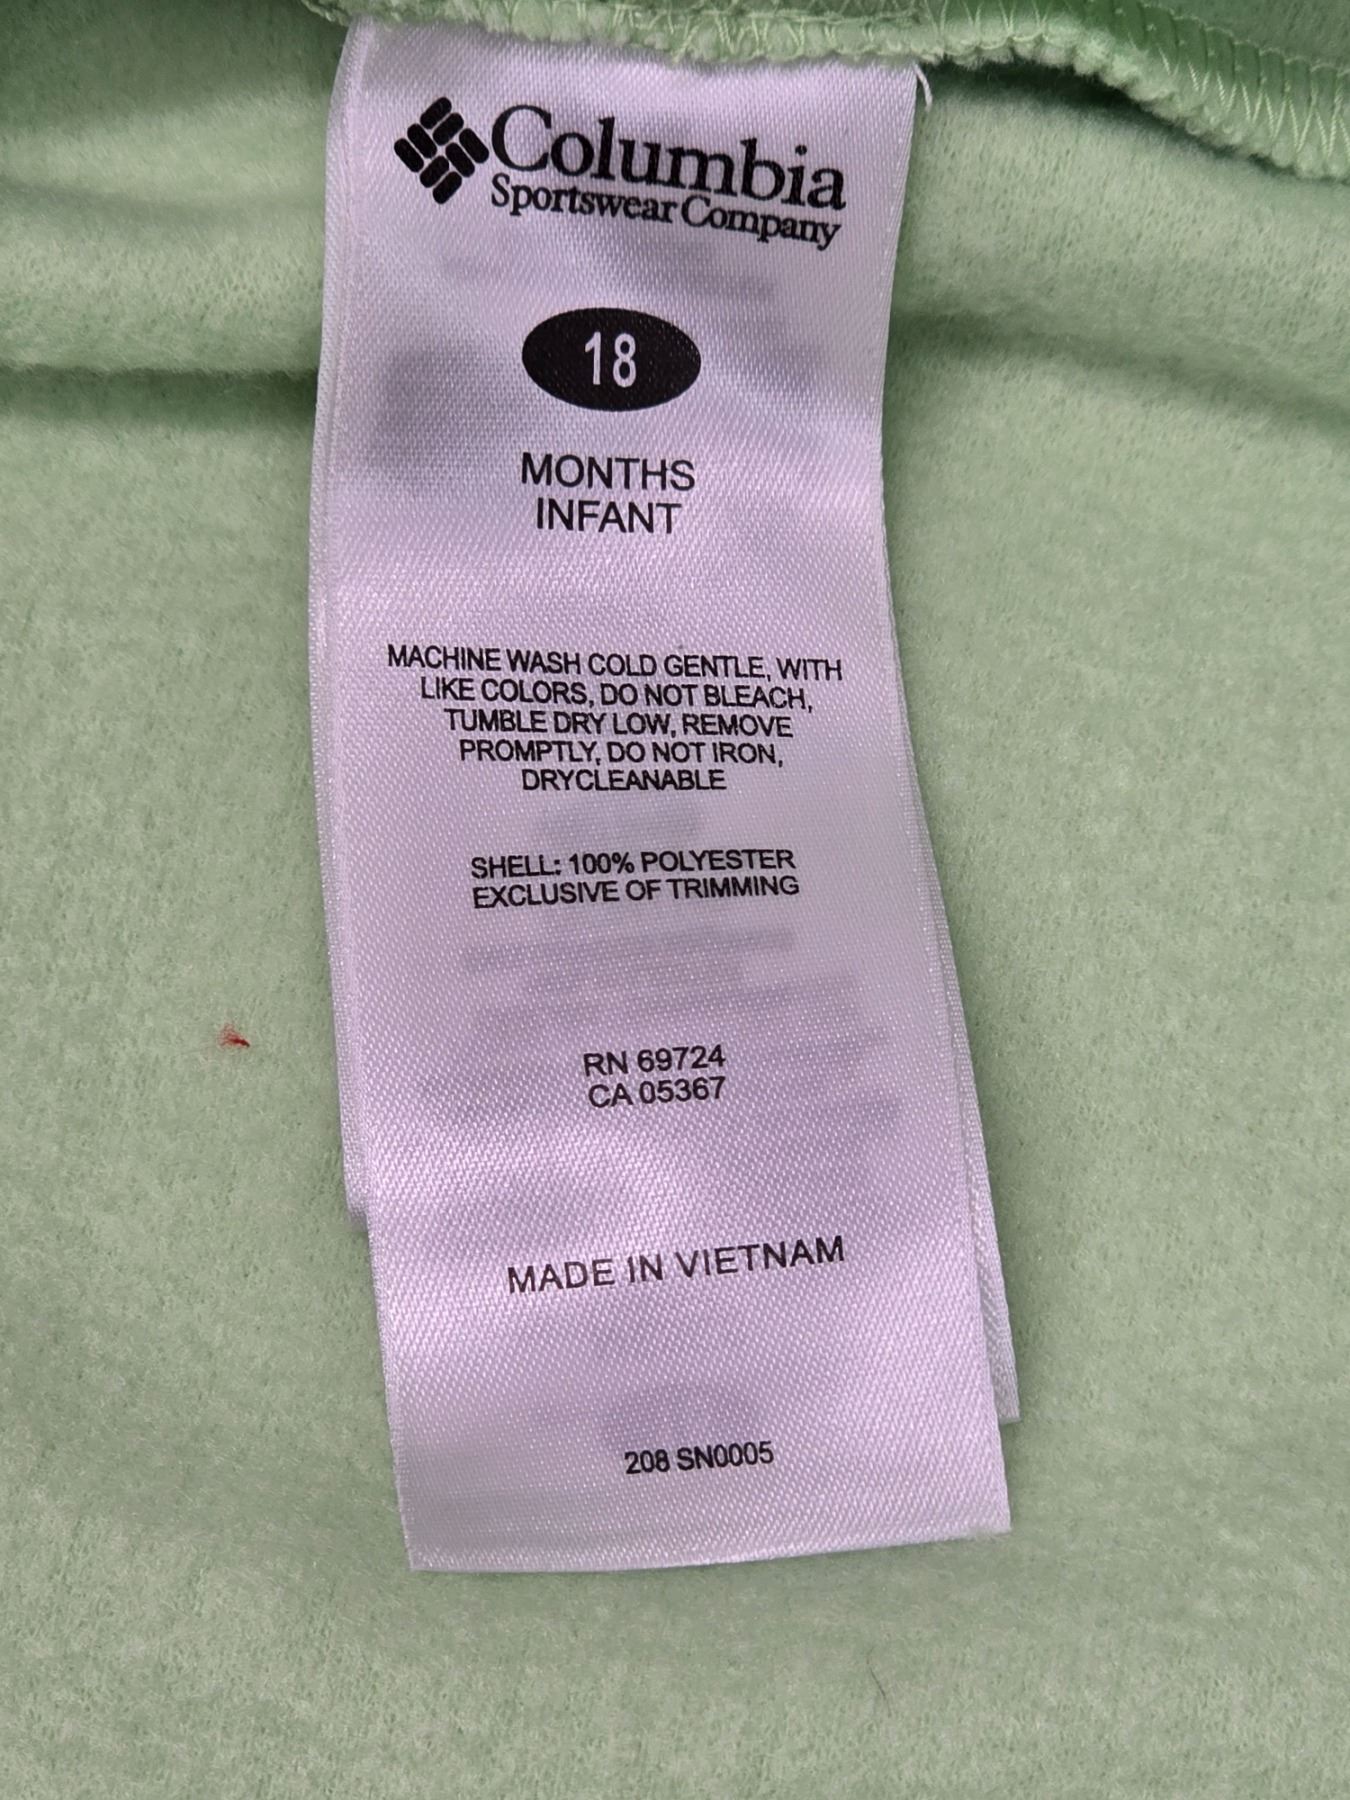 Columbia
Sportswear Company
18
MONTHS
INFANT
MACHINE WASH COLD GENTLE, WITH
LIKE COLORS, DO NOT BLEACH,
TUMBLE DRY LOW, REMOVE
PROMPTLY, DO NOT IRON,
DRYCLEANABLE
SHELL: 100% POLYESTER
EXCLUSIVE OF TRIMMING
RN 69724
CA 05367
MADE IN VIETNAM
208 SN0005